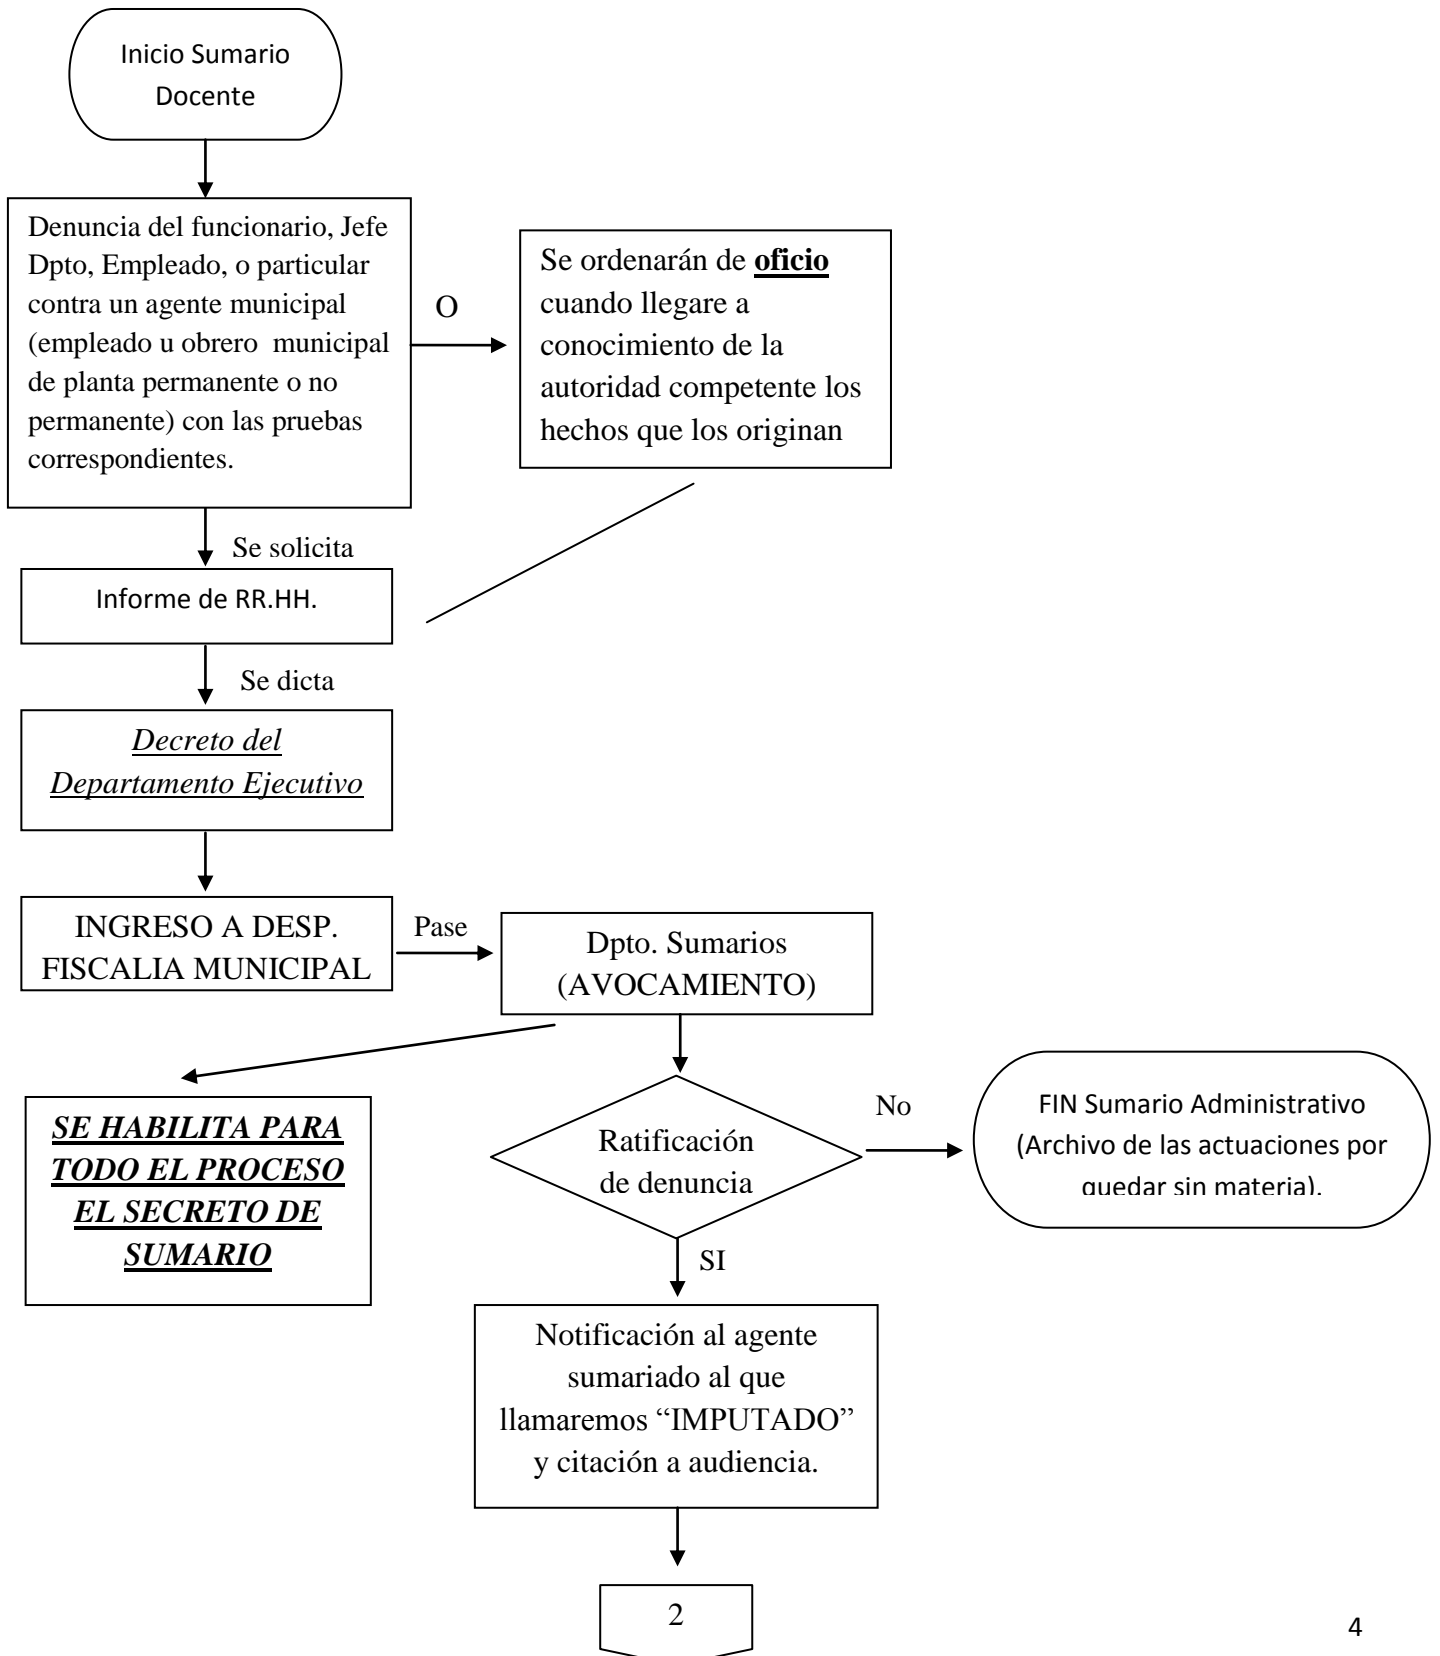 Inicio Sumario
Docente
Denuncia del funcionario, Jefe
Dpto, Empleado, o particular
contra un agente municipal
(empleado u obrero  municipal
de planta permanente o no
permanente) con las pruebas
correspondientes.
O
Se ordenarán de oficio
cuando llegare a
conocimiento de la
autoridad competente los
hechos que los originan
Se solicita
Informe de RR.HH.
Se dicta
Decreto del
Departamento Ejecutivo
INGRESO A DESP.
FISCALIA MUNICIPAL
Pase
Dpto. Sumarios
(AVOCAMIENTO)
SE HABILITA PARA
TODO EL PROCESO
EL SECRETO DE
SUMARIO
Ratificación
de denuncia
No
FIN Sumario Administrativo
(Archivo de las actuaciones por
quedar sin materia).
SI
Notificación al agente
sumariado al que
llamaremos “IMPUTADO”
y citación a audiencia.
2
4